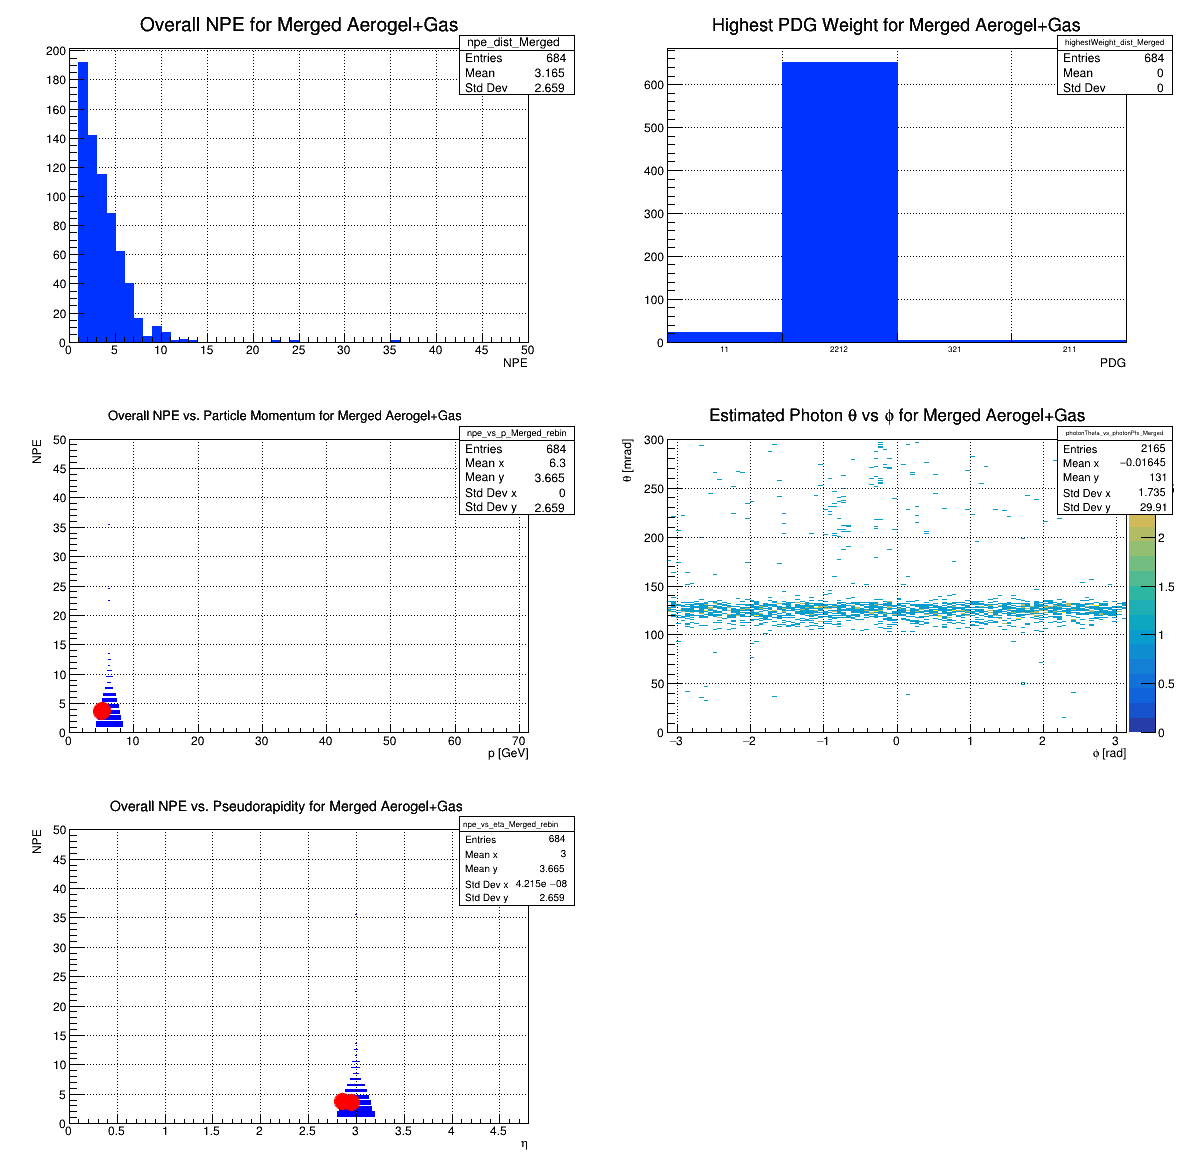 Overall NPE for Merged Aerogel+Gas
npe_dist_Merged
Entries 684
Mean 3.165
Std Dev 2.659
200
180
160
140
120
100
80
60
40
20
0
0 5 10 15 20 25 30 35 40 45 50
NPE
Highest PDG Weight for Merged Aerogel+Gas
highestWeight_dist_Merged
Entries 684
Mean 0
Std Dev 0
600
500
400
300
200
100
0
11 2212 321 211
PDG
Overall NPE vs. Particle Momentum for Merged Aerogel+Gas
npe_vs_p_Merged_rebin
Entries 684
Mean x 6.3
Mean y 3.665
Std Dev x 0
Std Dev y 2.659
NPE
50
45
40
35
30
25
20
15
10
5
0
0 10 20 30 40 50 60 70
p [GeV]
Estimated Photon θ vs ϕ for Merged Aerogel+Gas
photonTheta_vs_photonPhi_Merged
Entries 2165
Mean x −0.01645
Mean y 131
Std Dev x 1.735
Std Dev y 29.91
θ [mrad]
300
250
200
150
100
50
0
−3 −2 −1 0 1 2 3
ϕ [rad]
2
1
0.5
0
Overall NPE vs. Pseudorapidity for Merged Aerogel+Gas
npe_vs_eta_Merged_rebin
Entries 684
Mean x 3
Mean y 3.665
Std Dev x 4.215e −08
Std Dev y 2.659
NPE
50
45
40
35
30
25
20
15
10
5
0
0 0.5 1 1.5 2 2.5 3 3.5 4 4.5
η